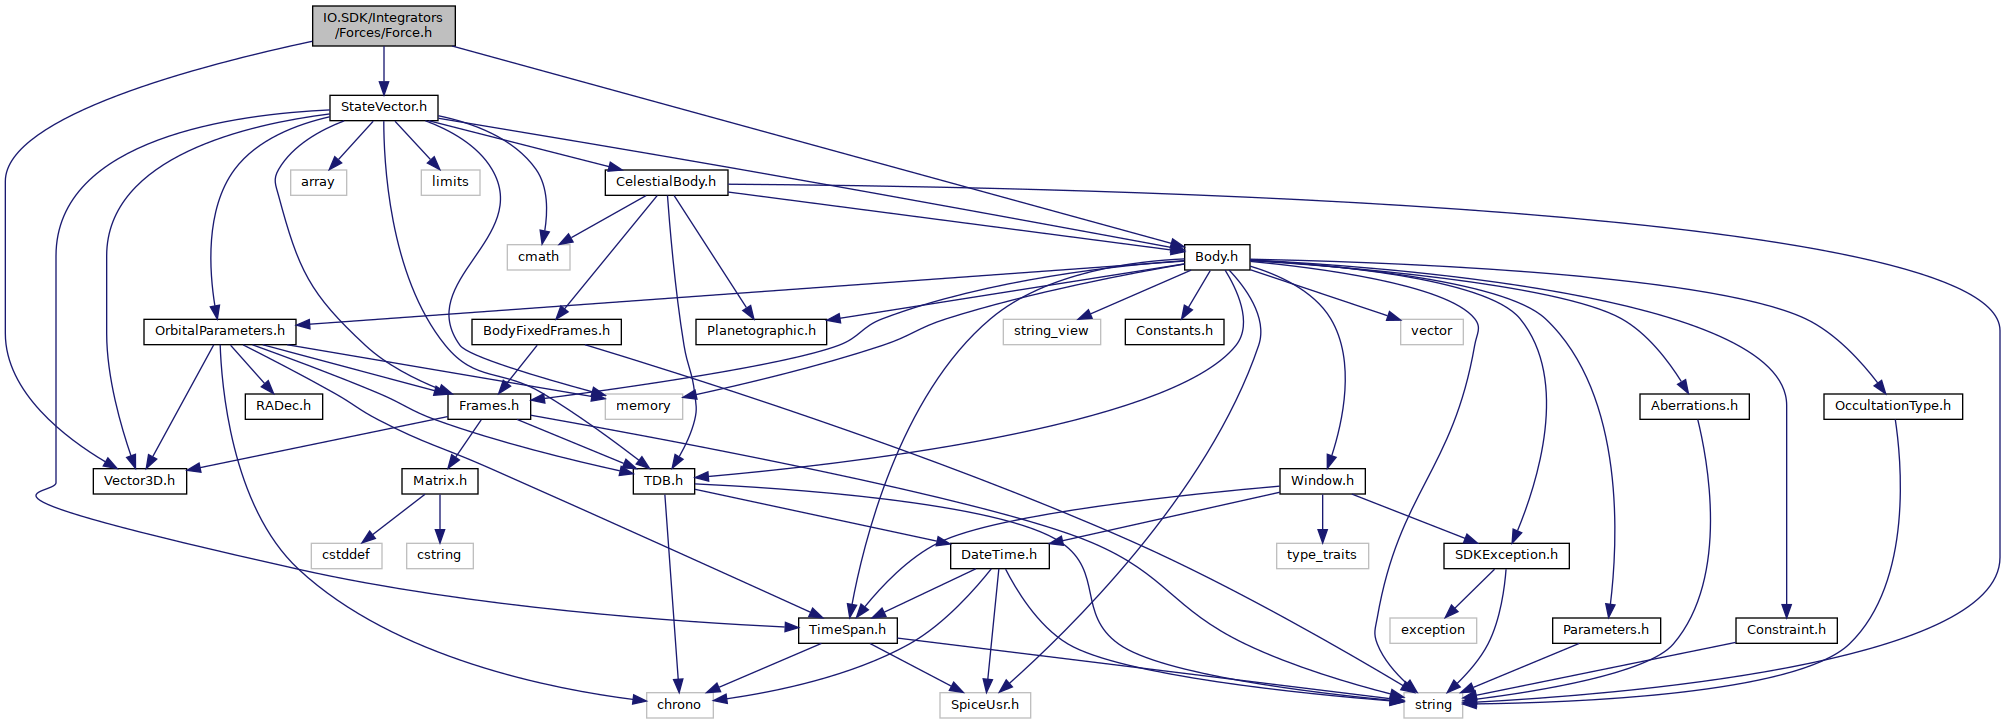 IO.SDK/Integrators
/Forces/Force.h
StateVector.h
array
limits
CelestialBody.h
cmath
Body.h
OrbitalParameters.h
BodyFixedFrames.h
Planetographic.h
string_view
Constants.h
vector
RADec.h
Frames.h
memory
Aberrations.h
OccultationType.h
Vector3D.h
Matrix.h
TDB.h
Window.h
cstddef
cstring
DateTime.h
type_traits
SDKException.h
TimeSpan.h
exception
Parameters.h
Constraint.h
chrono
SpiceUsr.h
string